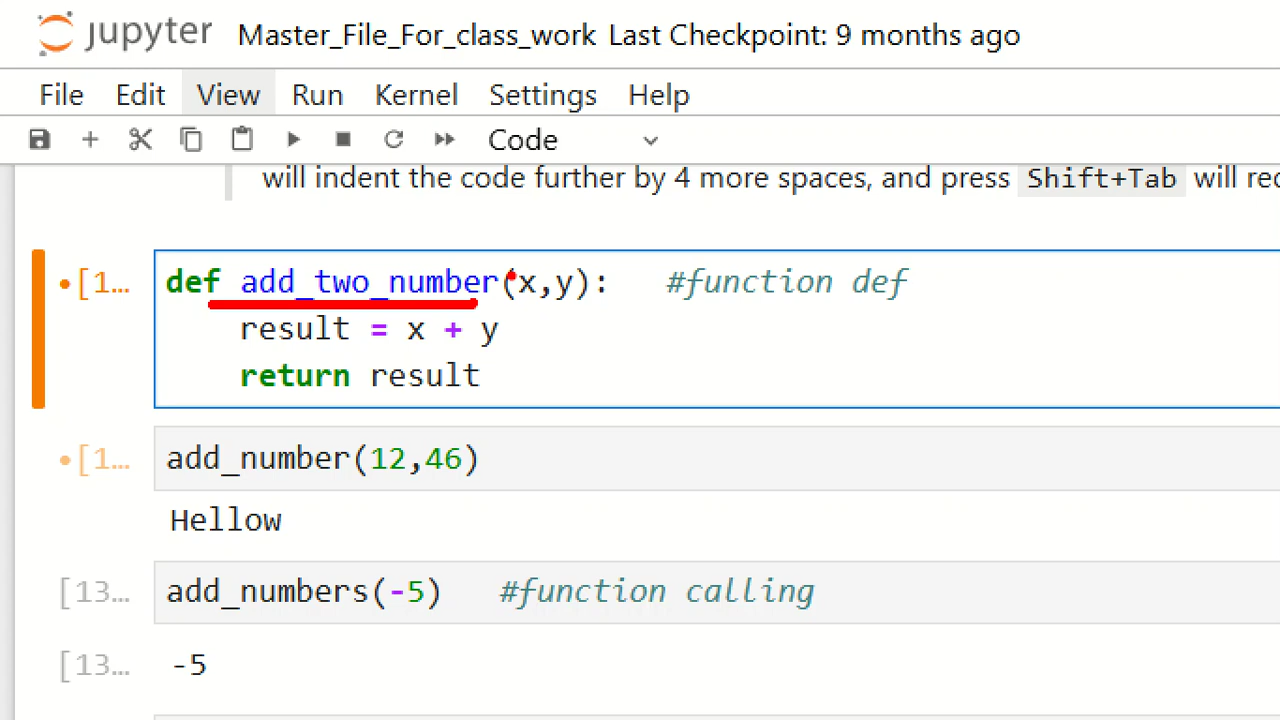 jupyter Master_File_For_class_work Last Checkpoint: 9 months ago
File Edit View Run Kernel Settings Help
Code
will indent the code further by 4 more spaces, and press Shift+Tab will
[1… def add_two_number(x,y): #function def
result = x + y
return result
[1… add_number(12,46)
Hellow
[13… add_numbers(-5) #function calling
[13… -5